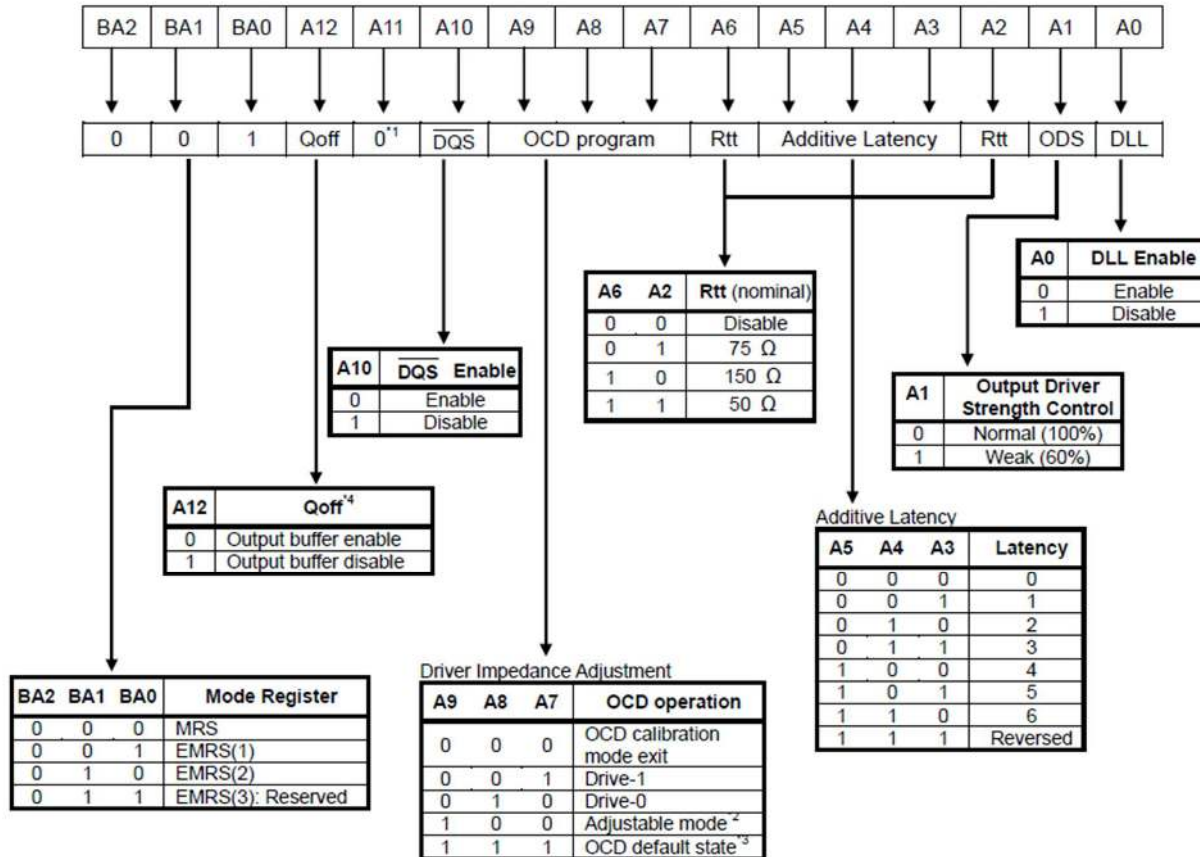 BA2 BA1 BA0 A12 A11 A10 A9 A8 A7 A6 A5 A4 A3 A2 A1 A0
0 0 1 Qoff 0*1 DQS OCD program Rtt Additive Latency Rtt ODS DLL
A0 DLL Enable
0 Enable
1 Disable
A6 A2 Rtt (nominal)
0 0 Disable
0 1 75 Ω
1 0 150 Ω
1 1 50 Ω
A10 DQS Enable
0 Enable
1 Disable
A1 Output Driver
Strength Control
0 Normal (100%)
1 Weak (60%)
A12 Qoff*4
0 Output buffer enable
1 Output buffer disable
Additive Latency
A5 A4 A3 Latency
0 0 0 0
0 0 1 1
0 1 0 2
0 1 1 3
1 0 0 4
1 0 1 5
1 1 0 6
1 1 1 Reversed
BA2 BA1 BA0 Mode Register
0 0 0 MRS
0 0 1 EMRS(1)
0 1 0 EMRS(2)
0 1 1 EMRS(3): Reserved
Driver Impedance Adjustment
A9 A8 A7 OCD operation
0 0 0 OCD calibration
mode exit
0 0 1 Drive-1
0 1 0 Drive-0
1 0 0 Adjustable mode*2
1 1 1 OCD default state*3